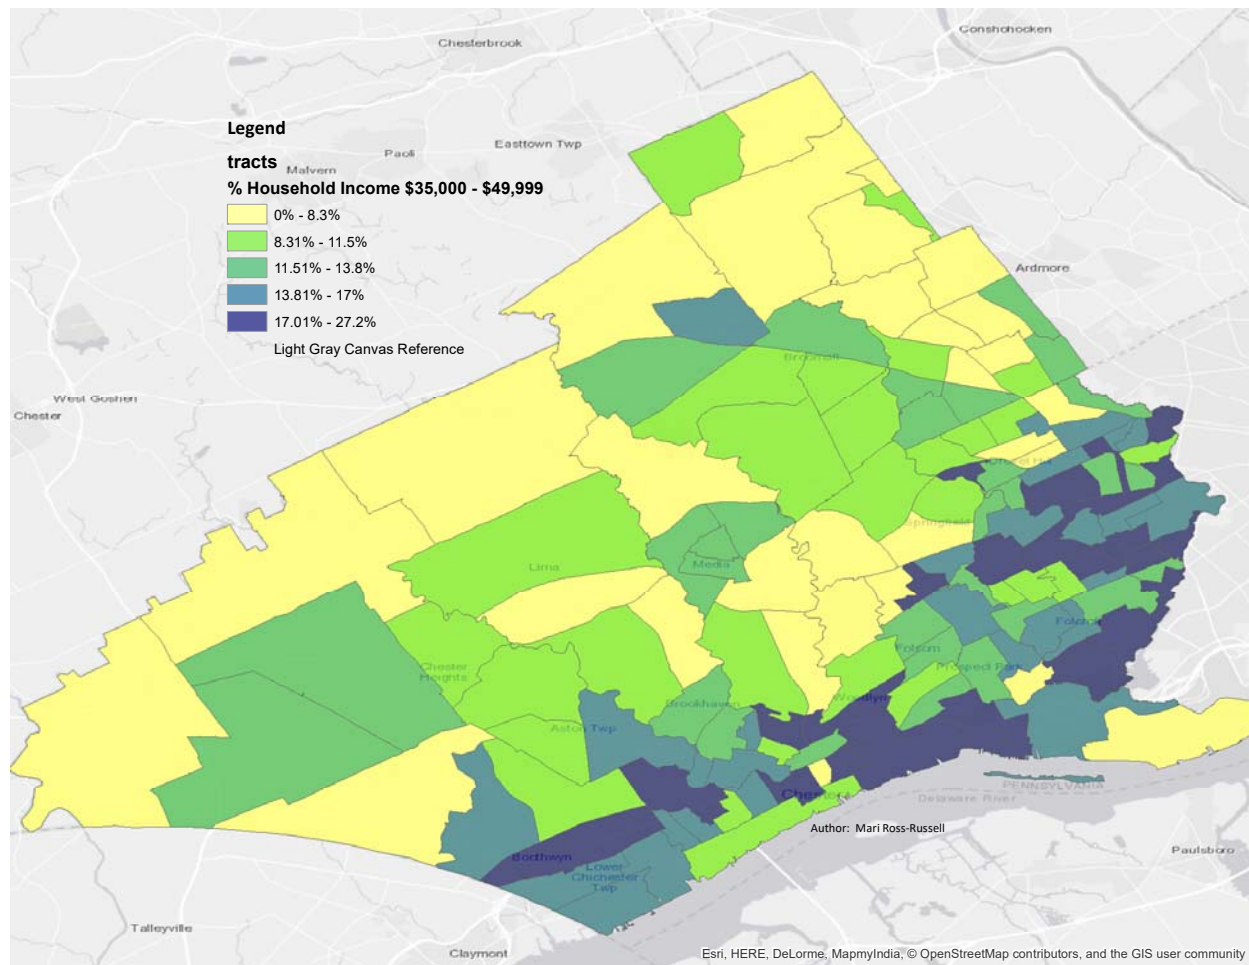 Conshohocken
Chesterbrook
Legend
Easttown Twp
Paoli
tracts
Malvern
% Household Income $35,000 - $49,999
0% - 8.3%
8.31% - 11.5%
11.51% - 13.8%
13.81% - 17%
17.01% - 27.2%
Light Gray Canvas Reference
Ardmore
Broomall
West Goshen
Chester
Chapel Hill
Springfield
Media
Lima
Folcroft
Folsom
Prospect Park
Chester
Heights
Woodlyn
Brookhaven
Aston Twp
PENNSYLVANIA
Chester
Delaware River
Author: Mari Ross-Russell
Paulsboro
Boothwyn
Lower
Chichester
Twp
Talleyville
Claymont
Esri, HERE, DeLorme, MapmyIndia, © OpenStreetMap contributors, and the GIS user community